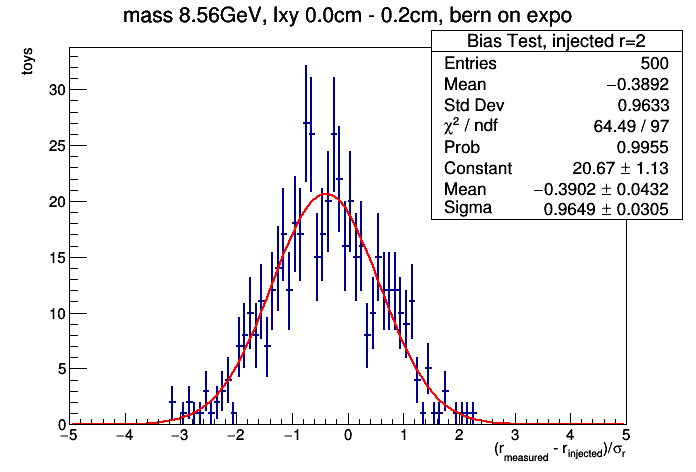 mass 8.56GeV, lxy 0.0cm - 0.2cm, bern on expo
Bias Test, injected r=2
Entries 500
Mean −0.3892
Std Dev 0.9633
χ² / ndf 64.49 / 97
Prob 0.9955
Constant 20.67 ± 1.13
Mean −0.3902 ± 0.0432
Sigma 0.9649 ± 0.0305
toys
30
25
20
15
10
5
0
−5 −4 −3 −2 −1 0 1 2 3 4 5
(r_measured - r_injected)/σ_r